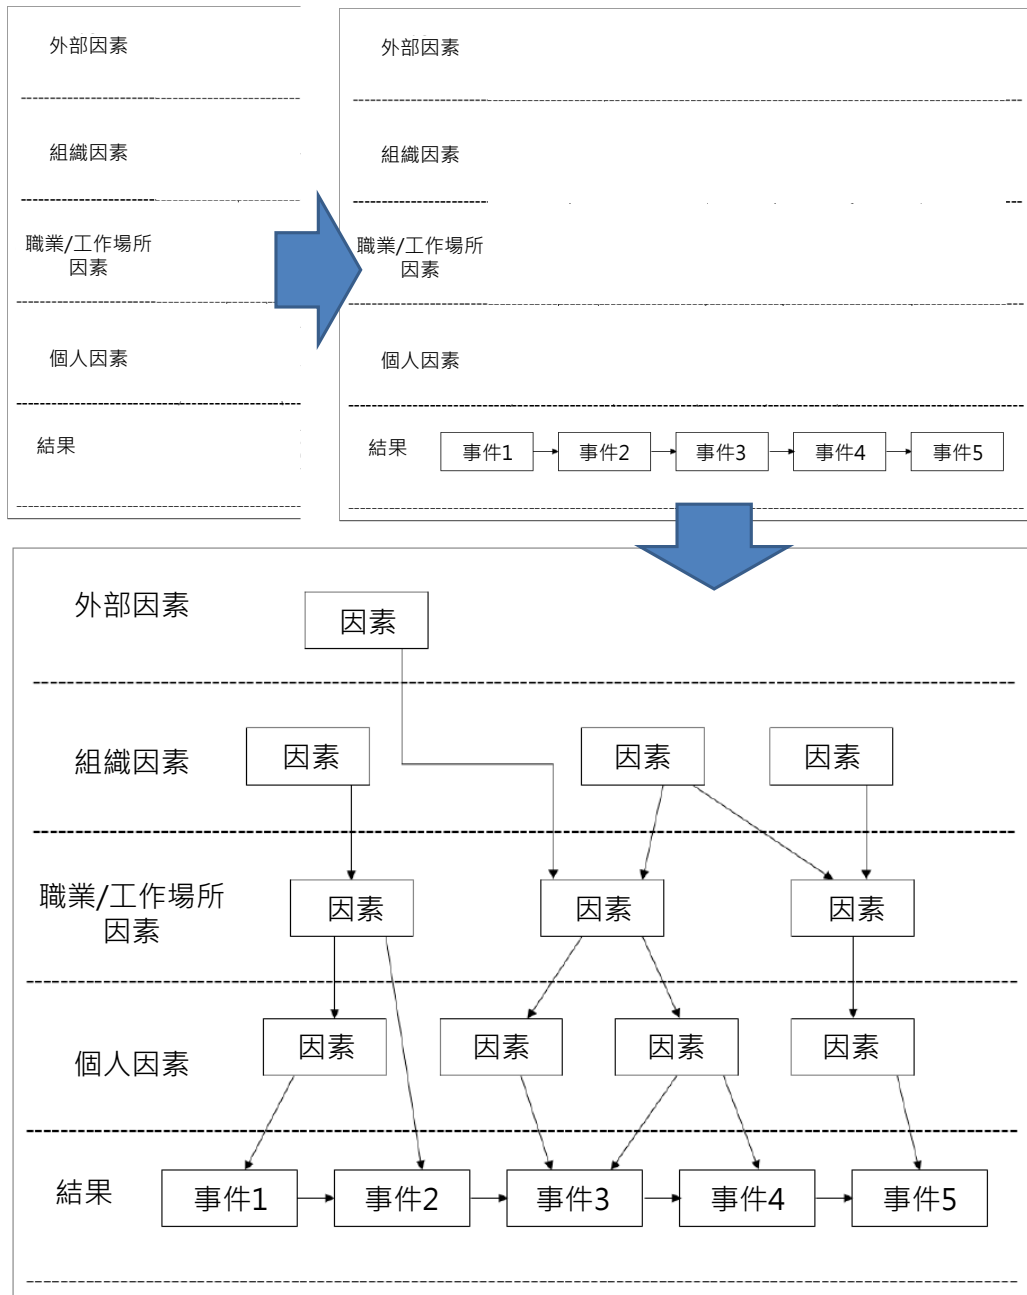 外部因素
組織因素
職業/工作場所
因素
個人因素
結果
外部因素
組織因素
職業/工作場所
因素
個人因素
結果
事件1
事件2
事件3
事件4
事件5
外部因素
因素
組織因素
因素
因素
因素
職業/工作場所
因素
因素
因素
因素
個人因素
因素
因素
因素
因素
結果
事件1
事件2
事件3
事件4
事件5